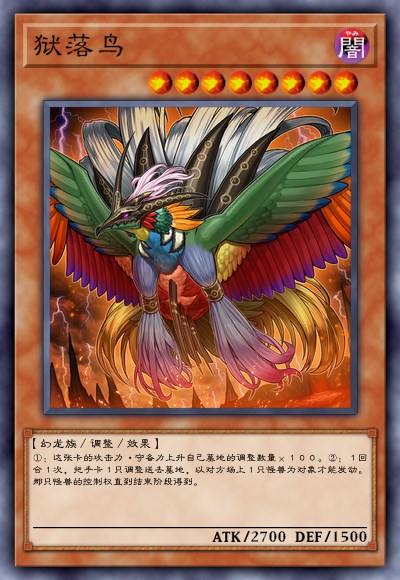 狱落鸟
やみ
闇
【幻龙族／调整／效果】
①：这张卡的攻击力·守备力上升自己墓地的调整数量×１００。②：１回
合１次，把手卡１只调整送去墓地，以对方场上１只怪兽为对象才能发动。
那只怪兽的控制权直到结束阶段得到。
ATK/2700 DEF/1500